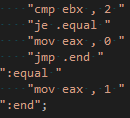 "cmp ebx , 2 "
"je .equal "
"mov eax , 0 "
"jmp .end "
":equal "
"mov eax , 1 "
":end";